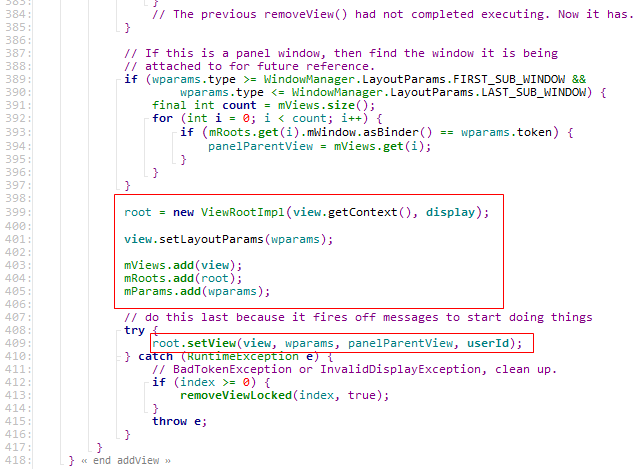 383: }
384: // The previous removeView() had not completed executing. Now it has.
385: }
386:
387: // If this is a panel window, then find the window it is being
388: // attached to for future reference.
389: if (wparams.type >= WindowManager.LayoutParams.FIRST_SUB_WINDOW &&
390: wparams.type <= WindowManager.LayoutParams.LAST_SUB_WINDOW) {
391: final int count = mViews.size();
392: for (int i = 0; i < count; i++) {
393: if (mRoots.get(i).mWindow.asBinder() == wparams.token) {
394: panelParentView = mViews.get(i);
395: }
396: }
397: }
398:
399: root = new ViewRootImpl(view.getContext(), display);
400:
401: view.setLayoutParams(wparams);
402:
403: mViews.add(view);
404: mRoots.add(root);
405: mParams.add(wparams);
406:
407: // do this last because it fires off messages to start doing things
408: try {
409: root.setView(view, wparams, panelParentView, userId);
410: } catch (RuntimeException e) {
411: // BadTokenException or InvalidDisplayException, clean up.
412: if (index >= 0) {
413: removeViewLocked(index, true);
414: }
415: throw e;
416: }
417: }
418: } « end addView »